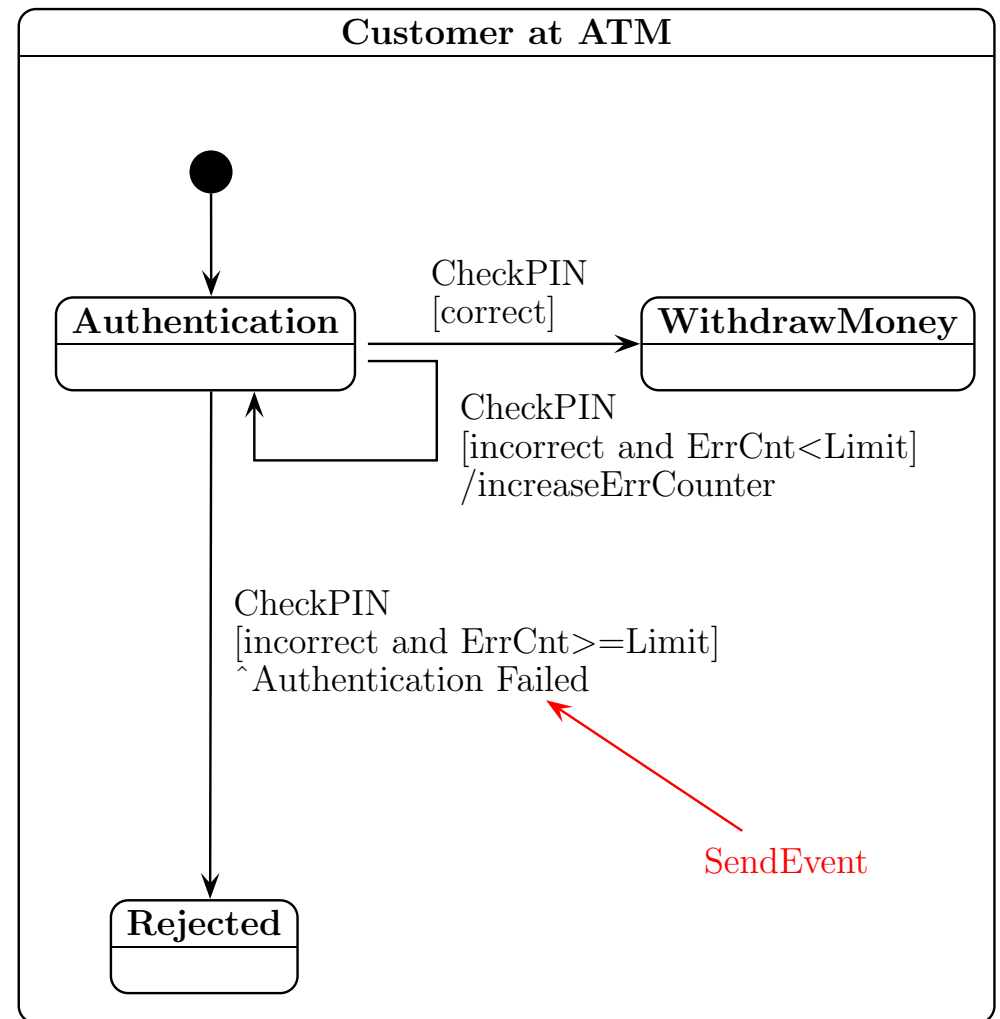 Customer at ATM
CheckPIN
[correct]
Authentication
WithdrawMoney
CheckPIN
[incorrect and ErrCnt<Limit]
/increaseErrCounter
CheckPIN
[incorrect and ErrCnt>=Limit]
^Authentication Failed
SendEvent
Rejected